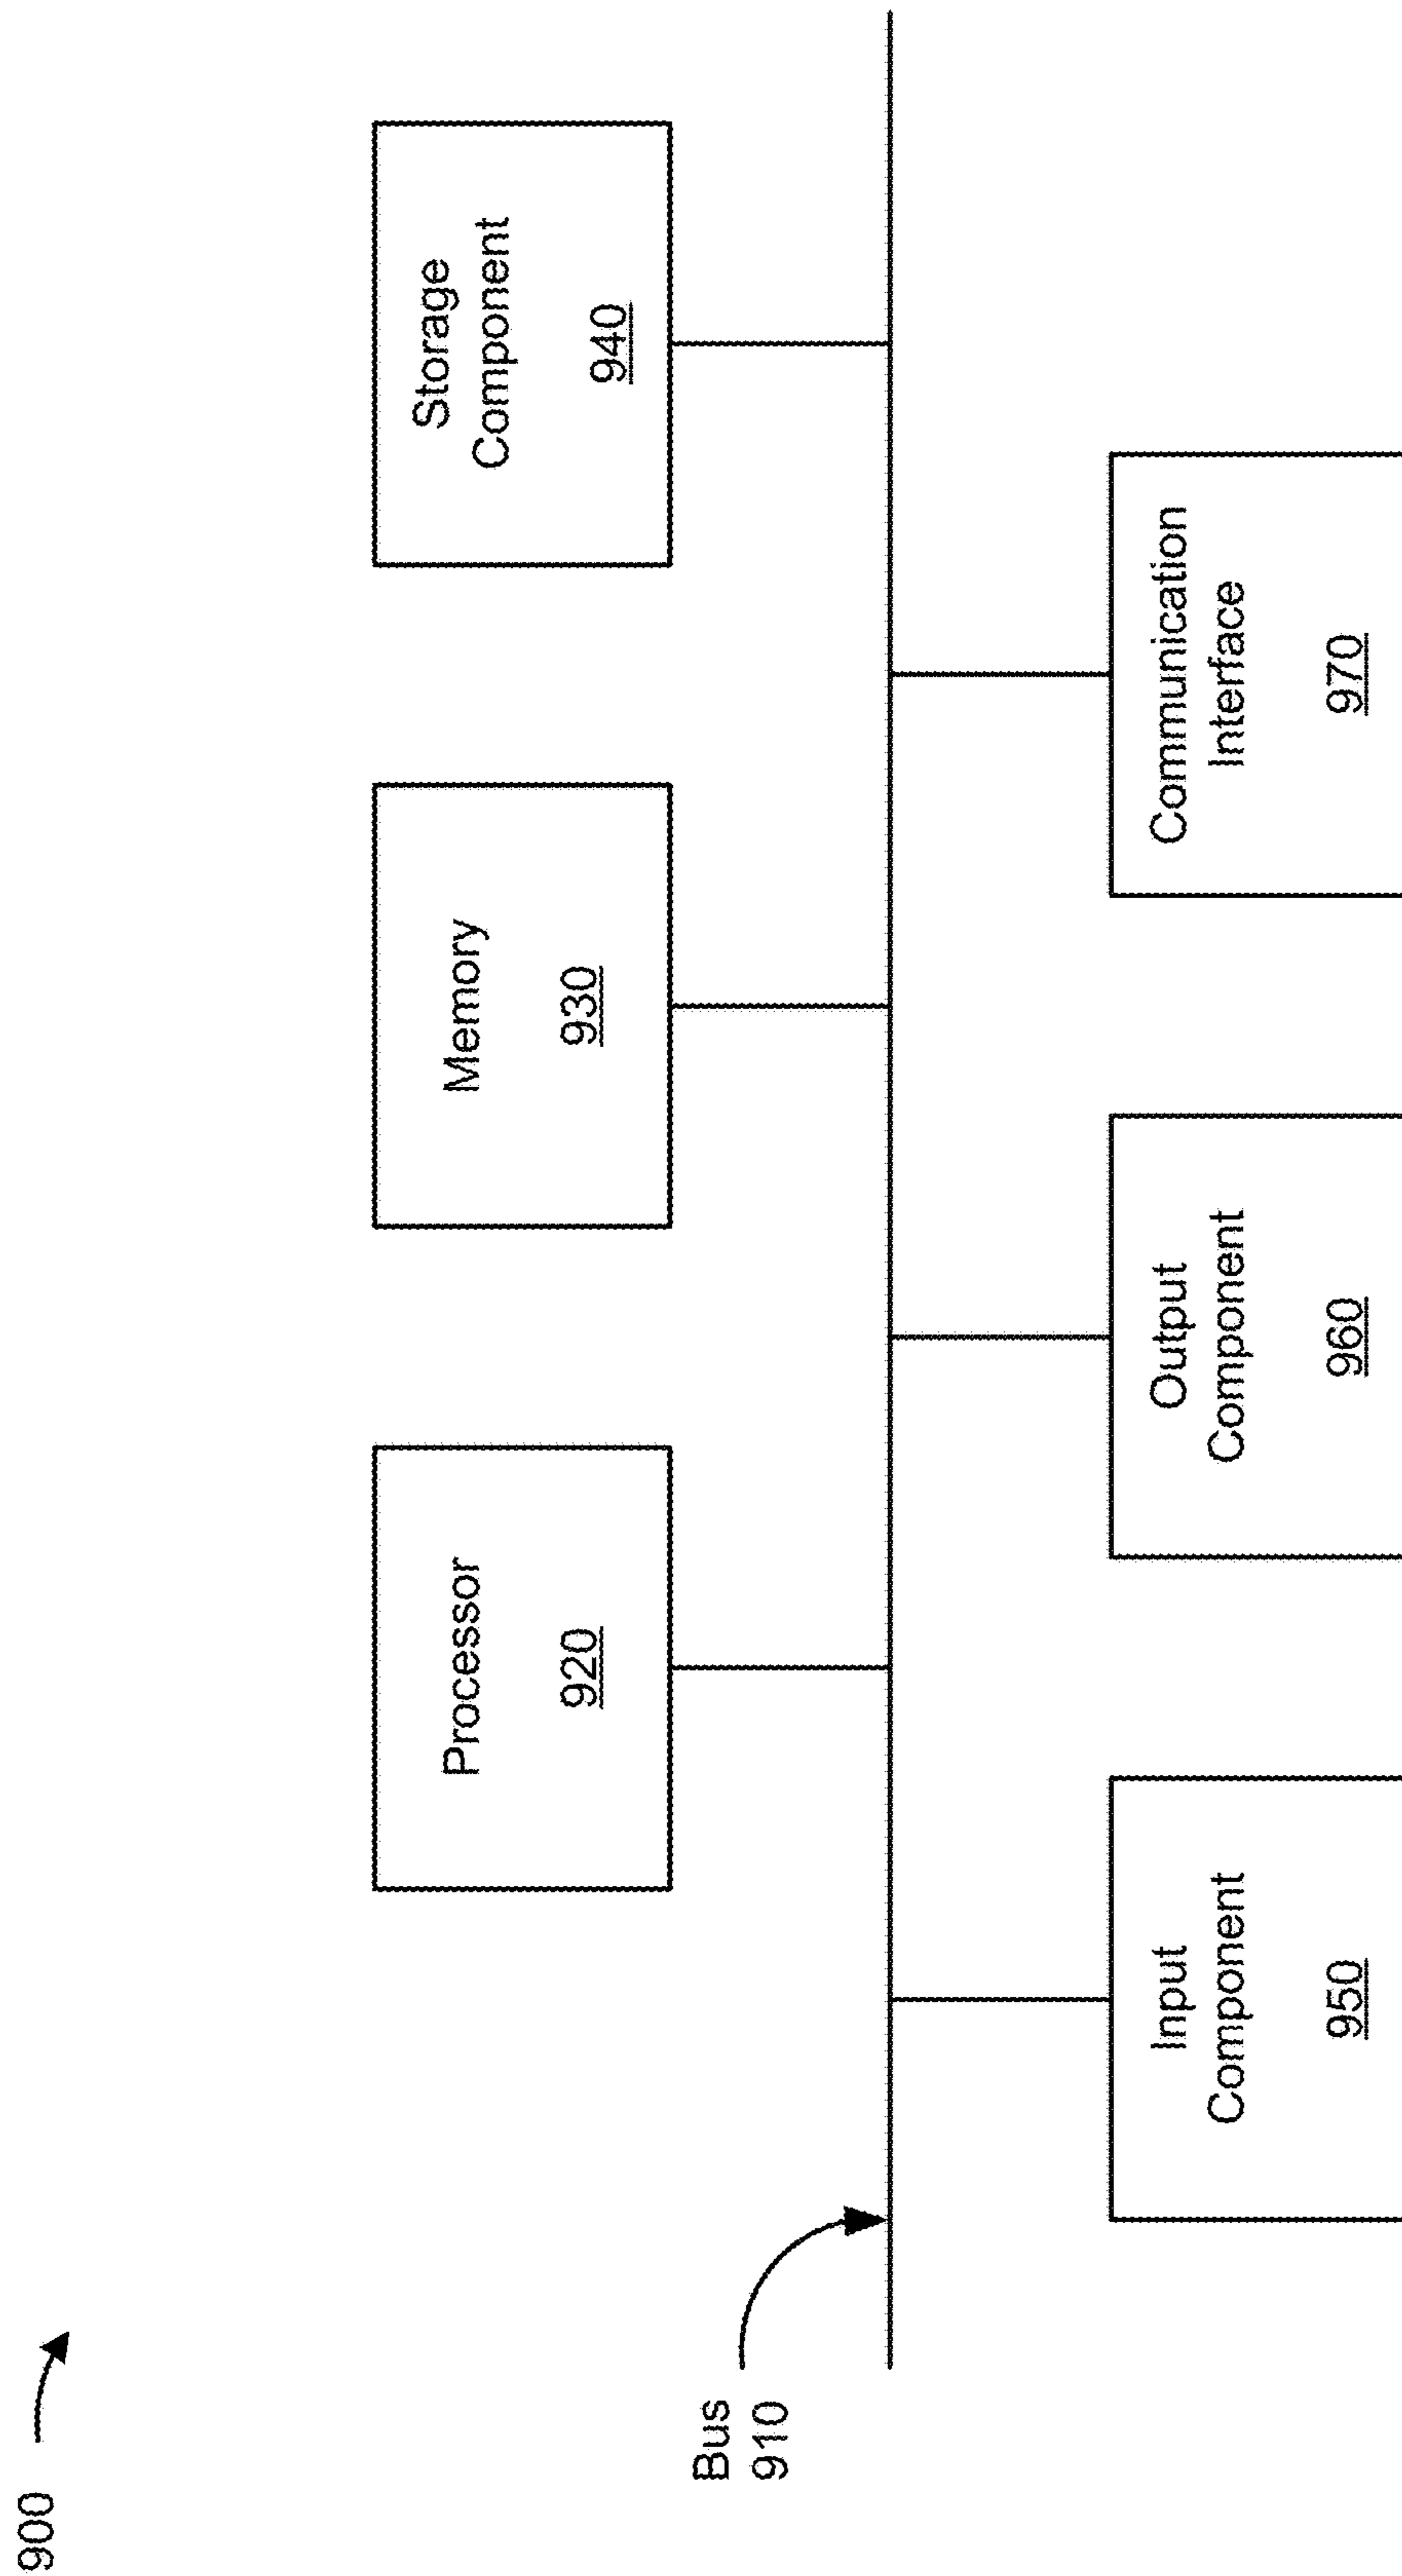 900
Processor
920
Memory
930
Storage
Component
940
Bus
910
Input
Component
950
Output
Component
960
Communication
Interface
970